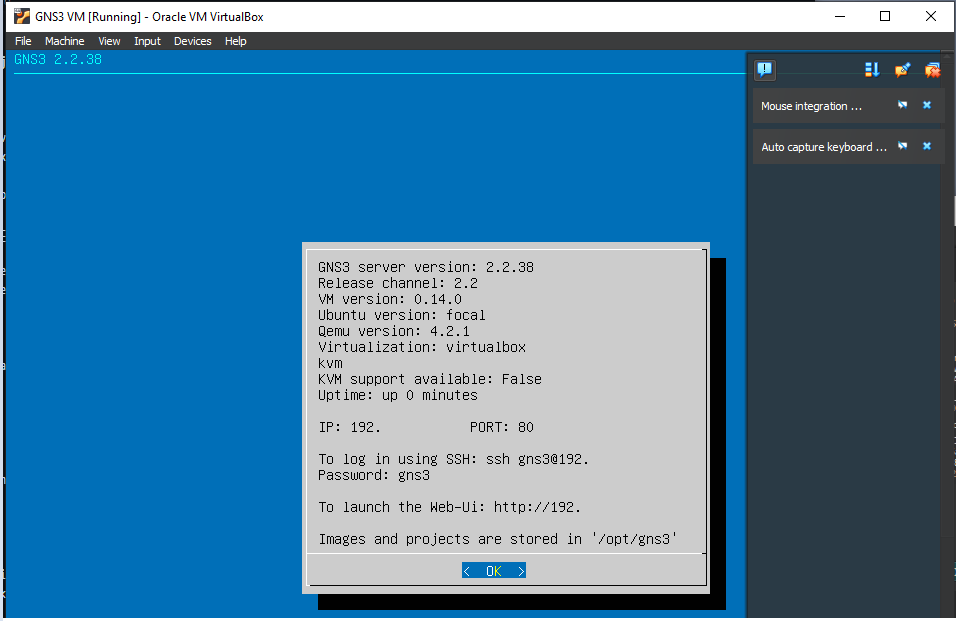 GNS3 VM [Running] - Oracle VM VirtualBox
File Machine View Input Devices Help
GNS3 2.2.38
Mouse integration ...
Auto capture keyboard ...
GNS3 server version: 2.2.38
Release channel: 2.2
VM version: 0.14.0
Ubuntu version: focal
Qemu version: 4.2.1
Virtualization: virtualbox
kvm
KVM support available: False
Uptime: up 0 minutes
IP: 192. PORT: 80
To log in using SSH: ssh gns3@192.
Password: gns3
To launch the Web-Ui: http://192.
Images and projects are stored in '/opt/gns3'
< OK >